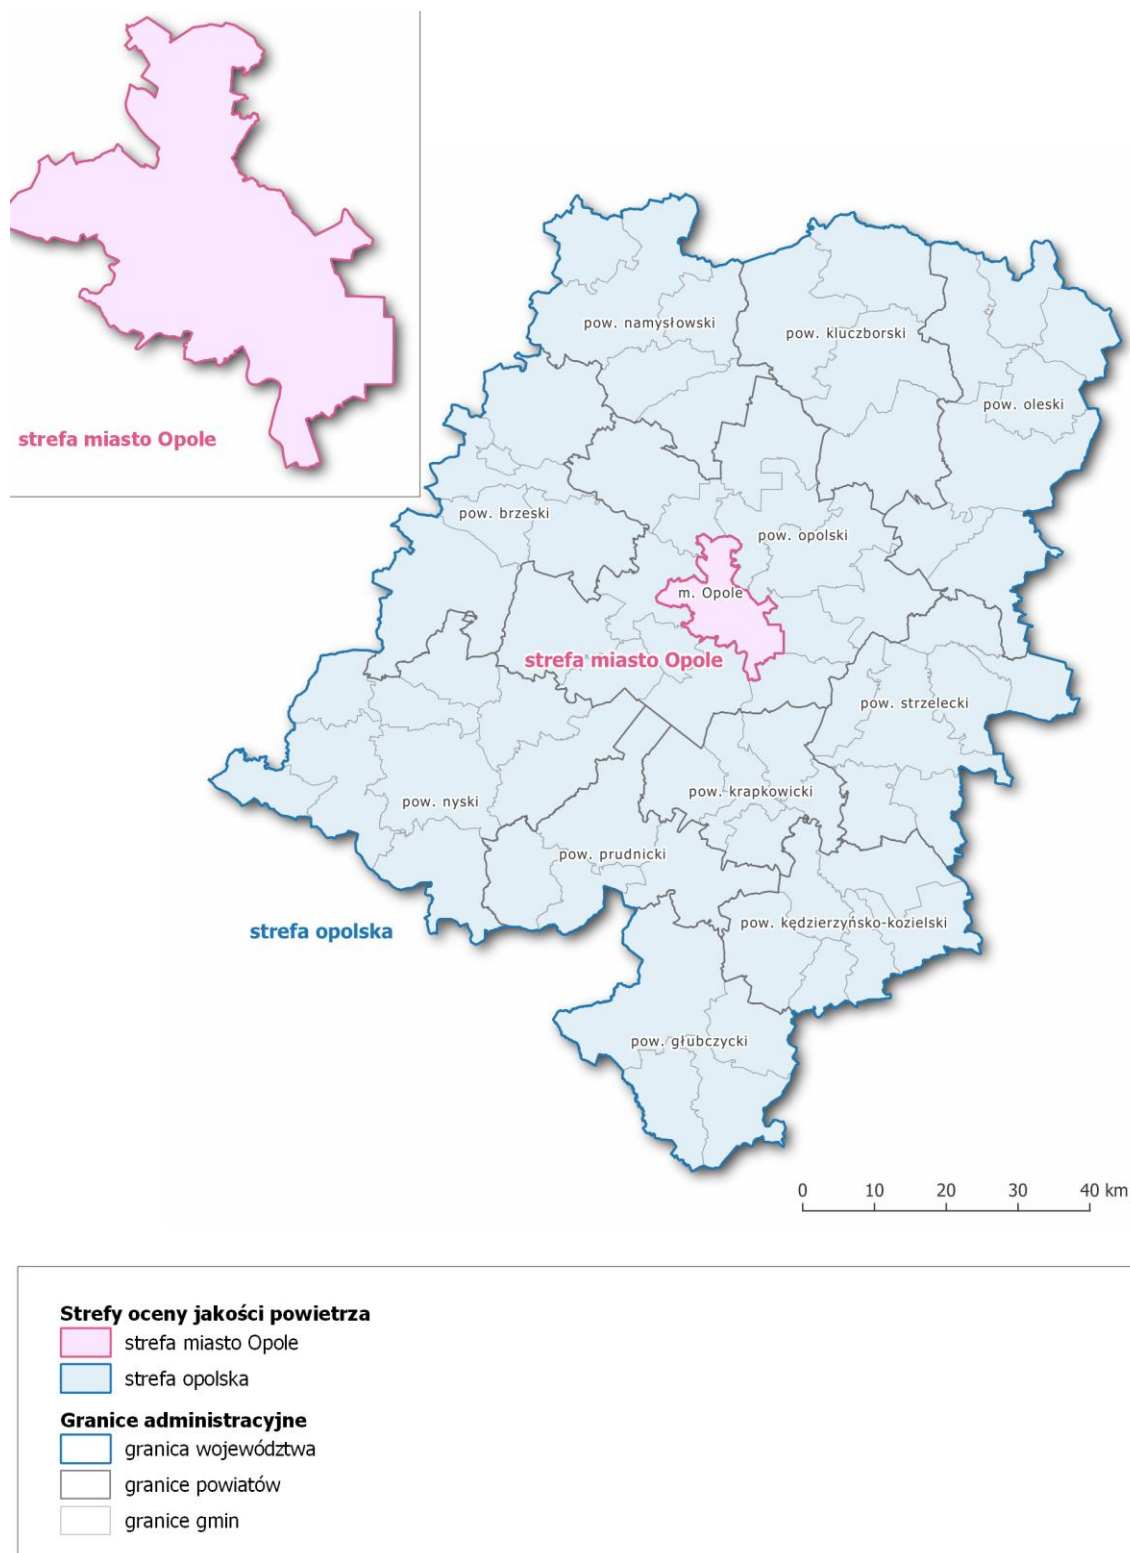 strefa miasto Opole
pow. namysłowski
pow. kluczborski
pow. oleski
pow. brzeski
pow. opolski
m. Opole
strefa miasto Opole
pow. strzelecki
pow. nyski
pow. krapkowicki
pow. prudnicki
strefa opolska
pow. kędzierzyńsko-kozielski
pow. głubczycki
0 10 20 30 40 km
Strefy oceny jakości powietrza
strefa miasto Opole
strefa opolska
Granice administracyjne
granica województwa
granice powiatów
granice gmin